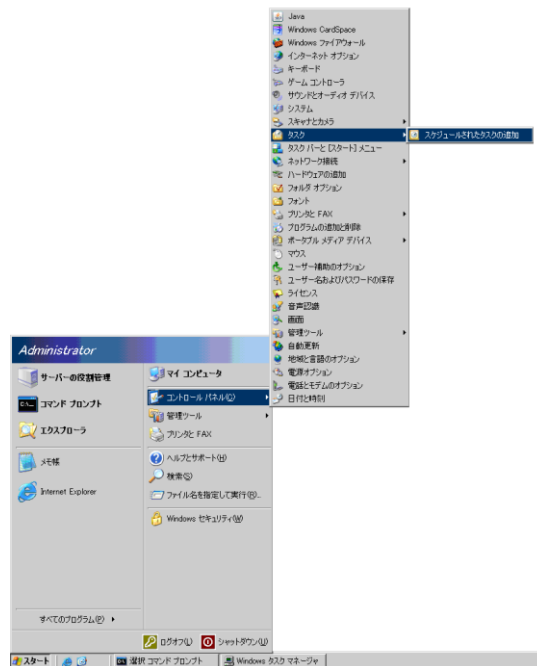 Java
Windows CardSpace
Windows ファイアウォール
インターネット オプション
キーボード
ゲーム コントローラ
サウンドとオーディオ デバイス
システム
スキャナとカメラ
タスク
スケジュールされたタスクの追加
タスク バーと [スタート] メニュー
ネットワーク接続
ハードウェアの追加
フォルダ オプション
フォント
プリンタと FAX
プログラムの追加と削除
ポータブル メディア デバイス
マウス
ユーザー補助のオプション
ユーザー名およびパスワードの保存
ライセンス
音声認識
画面
管理ツール
自動更新
地域と言語のオプション
電源オプション
電話とモデムのオプション
日付と時刻
Administrator
サーバーの役割管理
コマンド プロンプト
エクスプローラ
メモ帳
Internet Explorer
すべてのプログラム(P)
マイ コンピュータ
コントロール パネル(C)
管理ツール
プリンタと FAX
ヘルプとサポート(H)
検索(S)
ファイル名を指定して実行(R)...
Windows セキュリティ(W)
ログオフ(L)
シャットダウン(U)
スタート
選択 コマンド プロンプト
Windows タスク マネージャ